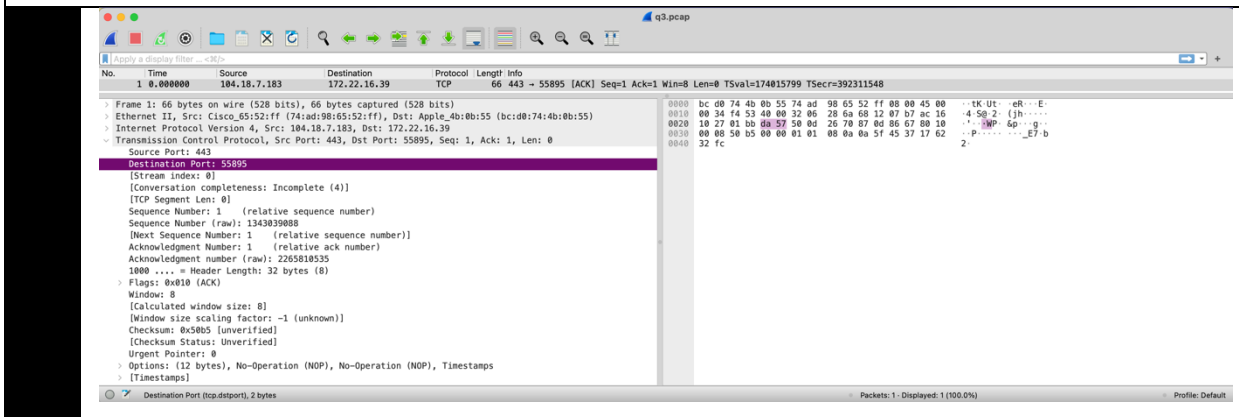 q3.pcap
Apply a display filter ... <⌘/>
No. Time Source Destination Protocol Length Info
1 0.000000 104.18.7.183 172.22.16.39 TCP 66 443 → 55895 [ACK] Seq=1 Ack=1 Win=8 Len=0 TSval=174015799 TSecr=392311548
Frame 1: 66 bytes on wire (528 bits), 66 bytes captured (528 bits)
Ethernet II, Src: Cisco_65:52:ff (74:ad:98:65:52:ff), Dst: Apple_4b:0b:55 (bc:d0:74:4b:0b:55)
Internet Protocol Version 4, Src: 104.18.7.183, Dst: 172.22.16.39
Transmission Control Protocol, Src Port: 443, Dst Port: 55895, Seq: 1, Ack: 1, Len: 0
Source Port: 443
Destination Port: 55895
[Stream index: 0]
[Conversation completeness: Incomplete (4)]
[TCP Segment Len: 0]
Sequence Number: 1 (relative sequence number)
Sequence Number (raw): 1343039088
[Next Sequence Number: 1 (relative sequence number)]
Acknowledgment Number: 1 (relative ack number)
Acknowledgment number (raw): 2265810535
1000 .... = Header Length: 32 bytes (8)
Flags: 0x010 (ACK)
Window: 8
[Calculated window size: 8]
[Window size scaling factor: -1 (unknown)]
Checksum: 0x50b5 [unverified]
[Checksum Status: Unverified]
Urgent Pointer: 0
Options: (12 bytes), No-Operation (NOP), No-Operation (NOP), Timestamps
[Timestamps]
0000 bc d0 74 4b 0b 55 74 ad 98 65 52 ff 08 00 45 00 ··tK·Ut· ·eR···E·
0010 00 34 f4 53 40 00 32 06 28 6a 68 12 07 b7 ac 16 ·4·S@·2· (jh·····
0020 10 27 01 bb da 57 50 0d 26 70 87 0d 86 67 80 10 ·'···WP· &p···g··
0030 00 08 50 b5 00 00 01 01 08 0a 0a 5f 45 37 17 62 ··P····· ···_E7·b
0040 32 fc 2·
Destination Port (tcp.dstport), 2 bytes
Packets: 1 · Displayed: 1 (100.0%)
Profile: Default